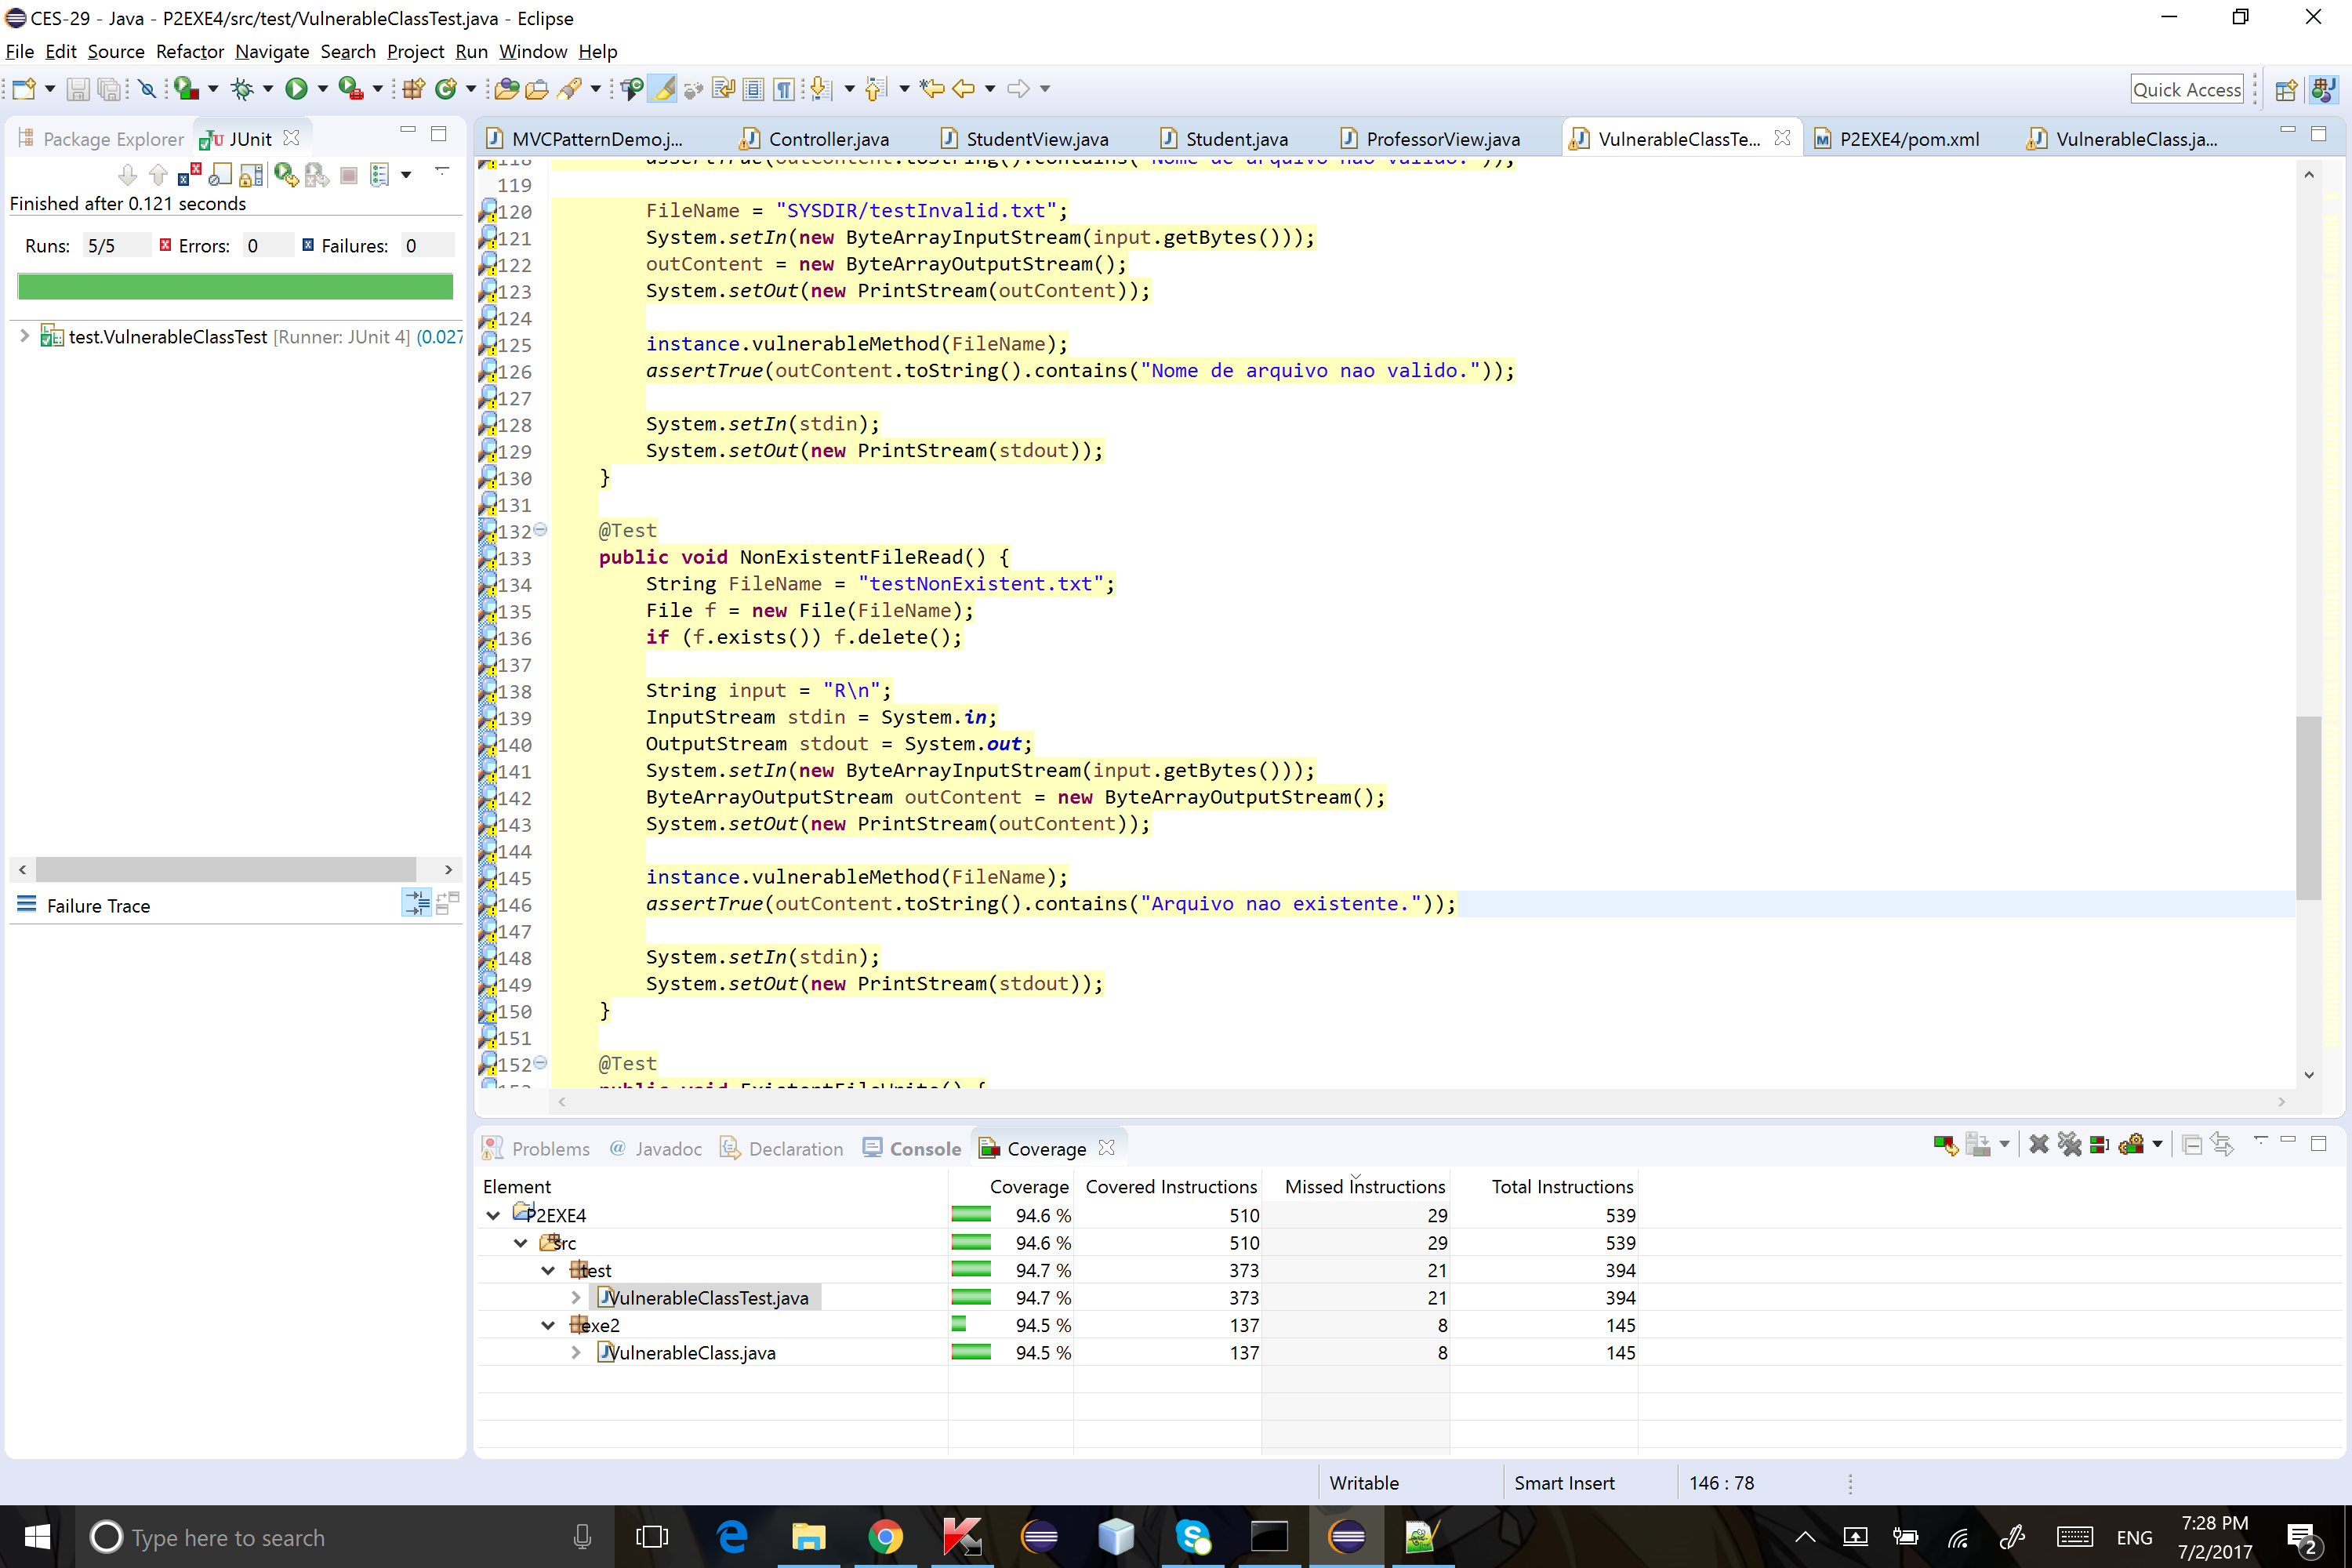 CES-29 - Java - P2EXE4/src/test/VulnerableClassTest.java - Eclipse
File Edit Source Refactor Navigate Search Project Run Window Help
Quick Access
Package Explorer JUnit
Finished after 0.121 seconds
Runs: 5/5 Errors: 0 Failures: 0
test.VulnerableClassTest [Runner: JUnit 4] (0.027
Failure Trace
MVCPatternDemo.j... Controller.java StudentView.java Student.java ProfessorView.java VulnerableClassTe... P2EXE4/pom.xml VulnerableClass.ja...
118 assertTrue(outContent.toString().contains("Nome de arquivo nao valido."));
119
120 FileName = "SYSDIR/testInvalid.txt";
121 System.setIn(new ByteArrayInputStream(input.getBytes()));
122 outContent = new ByteArrayOutputStream();
123 System.setOut(new PrintStream(outContent));
124
125 instance.vulnerableMethod(FileName);
126 assertTrue(outContent.toString().contains("Nome de arquivo nao valido."));
127
128 System.setIn(stdin);
129 System.setOut(new PrintStream(stdout));
130 }
131
132 @Test
133 public void NonExistentFileRead() {
134 String FileName = "testNonExistent.txt";
135 File f = new File(FileName);
136 if (f.exists()) f.delete();
137
138 String input = "R\n";
139 InputStream stdin = System.in;
140 OutputStream stdout = System.out;
141 System.setIn(new ByteArrayInputStream(input.getBytes()));
142 ByteArrayOutputStream outContent = new ByteArrayOutputStream();
143 System.setOut(new PrintStream(outContent));
144
145 instance.vulnerableMethod(FileName);
146 assertTrue(outContent.toString().contains("Arquivo nao existente."));
147
148 System.setIn(stdin);
149 System.setOut(new PrintStream(stdout));
150 }
151
152 @Test
153 public void ExistentFileWrite() {
Problems Javadoc Declaration Console Coverage
Element Coverage Covered Instructions Missed Instructions Total Instructions
P2EXE4 94.6 % 510 29 539
src 94.6 % 510 29 539
test 94.7 % 373 21 394
VulnerableClassTest.java 94.7 % 373 21 394
exe2 94.5 % 137 8 145
VulnerableClass.java 94.5 % 137 8 145
Writable Smart Insert 146 : 78
Type here to search
ENG
7:28 PM
7/2/2017
2